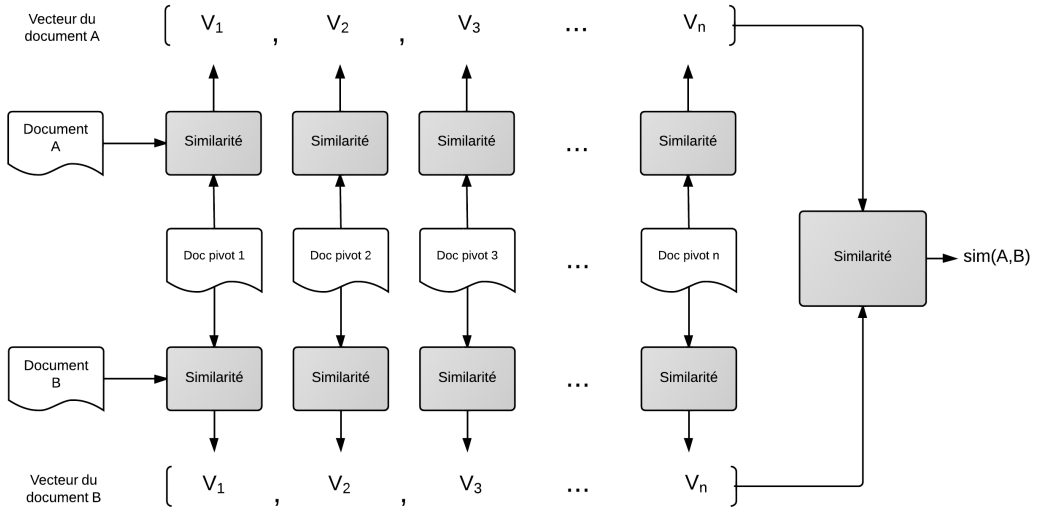 Vecteur du
document A
V1 , V2 , V3 ... Vn
Document
A
Similarité Similarité Similarité ... Similarité
Doc pivot 1 Doc pivot 2 Doc pivot 3 ... Doc pivot n
Similarité
sim(A,B)
Document
B
Similarité Similarité Similarité ... Similarité
Vecteur du
document B
V1 , V2 , V3 ... Vn